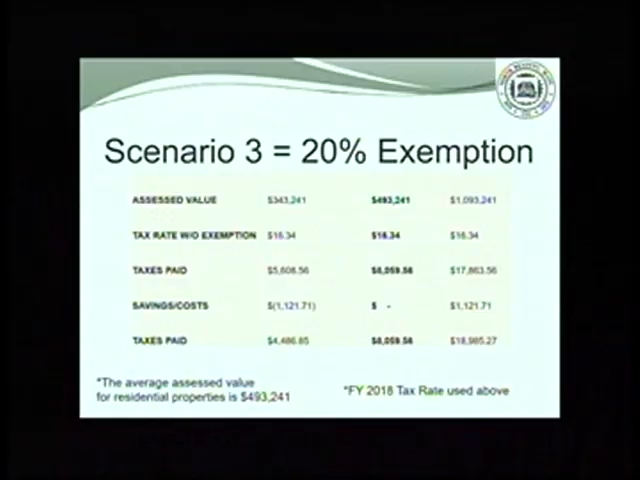 Scenario 3 = 20% Exemption
ASSESSED VALUE $343,241 $493,241 $1,093,241
TAX RATE W/O EXEMPTION $16.34 $16.34 $16.34
TAXES PAID $5,608.56 $8,059.56 $17,863.56
SAVINGS/COSTS $(1,121.71) $ - $1,121.71
TAXES PAID $4,486.85 $8,059.56 $18,985.27
*The average assessed value
for residential properties is $493,241
*FY 2018 Tax Rate used above